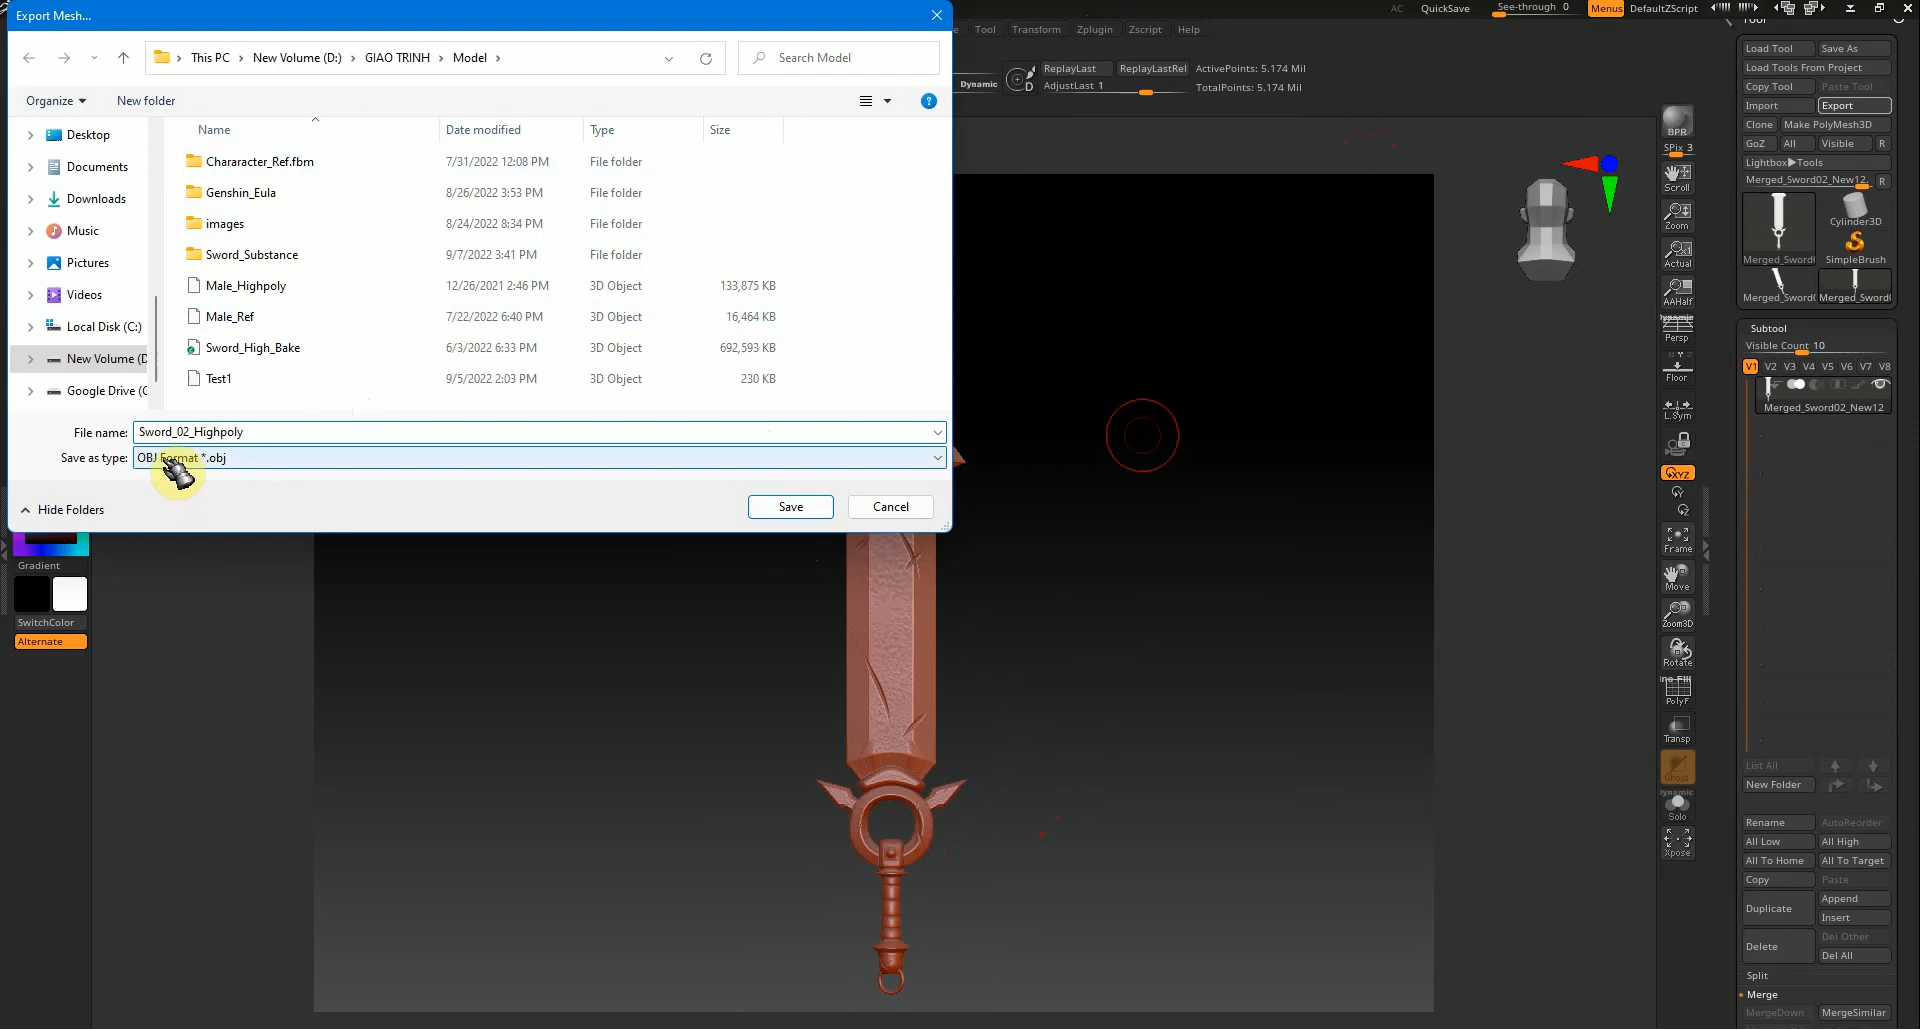 Export Mesh...
AC QuickSave See-through 0 Menus DefaultZScript
Tool Transform Zplugin Zscript Help
This PC New Volume (D:) GIAO TRINH Model
Search Model
Organize New folder
Name Date modified Type Size
Desktop
Documents
Downloads
Music
Pictures
Videos
Local Disk (C:)
New Volume (D
Google Drive (G
Chararacter_Ref.fbm 7/31/2022 12:08 PM File folder
Genshin_Eula 8/26/2022 3:53 PM File folder
images 8/24/2022 8:34 PM File folder
Sword_Substance 9/7/2022 3:41 PM File folder
Male_Highpoly 12/26/2021 2:46 PM 3D Object 133,875 KB
Male_Ref 7/22/2022 6:40 PM 3D Object 16,464 KB
Sword_High_Bake 6/3/2022 6:33 PM 3D Object 692,593 KB
Test1 9/5/2022 2:03 PM 3D Object 230 KB
File name: Sword_02_Highpoly
Save as type: OBJ Format *.obj
Hide Folders
Save Cancel
Dynamic
D
ReplayLast ReplayLastRel ActivePoints: 5.174 Mil
AdjustLast 1 TotalPoints: 5.174 Mil
Gradient
SwitchColor
Alternate
BPR
SPix 3
Scroll
Zoom
Actual
AAHalf
Dynamic
Persp
Floor
L.Sym
XYZ
Y
Z
Frame
Move
Zoom3D
Rotate
PolyF
Transp
Ghost
Dynamic
Solo
Xpose
Tool
Load Tool Save As
Load Tools From Project
Copy Tool Paste Tool
Import Export
Clone Make PolyMesh3D
GoZ All Visible R
Lightbox▶Tools
Merged_Sword02_New12. R
Cylinder3D
Merged_Sword0 SimpleBrush
Merged_Sword0 Merged_Sword0
Subtool
Visible Count 10
V1 V2 V3 V4 V5 V6 V7 V8
Merged_Sword02_New12
List All
New Folder
Rename AutoReorder
All Low All High
All To Home All To Target
Copy Paste
Duplicate Append
Insert
Delete Del Other
Del All
Split
Merge
MergeDown MergeSimilar